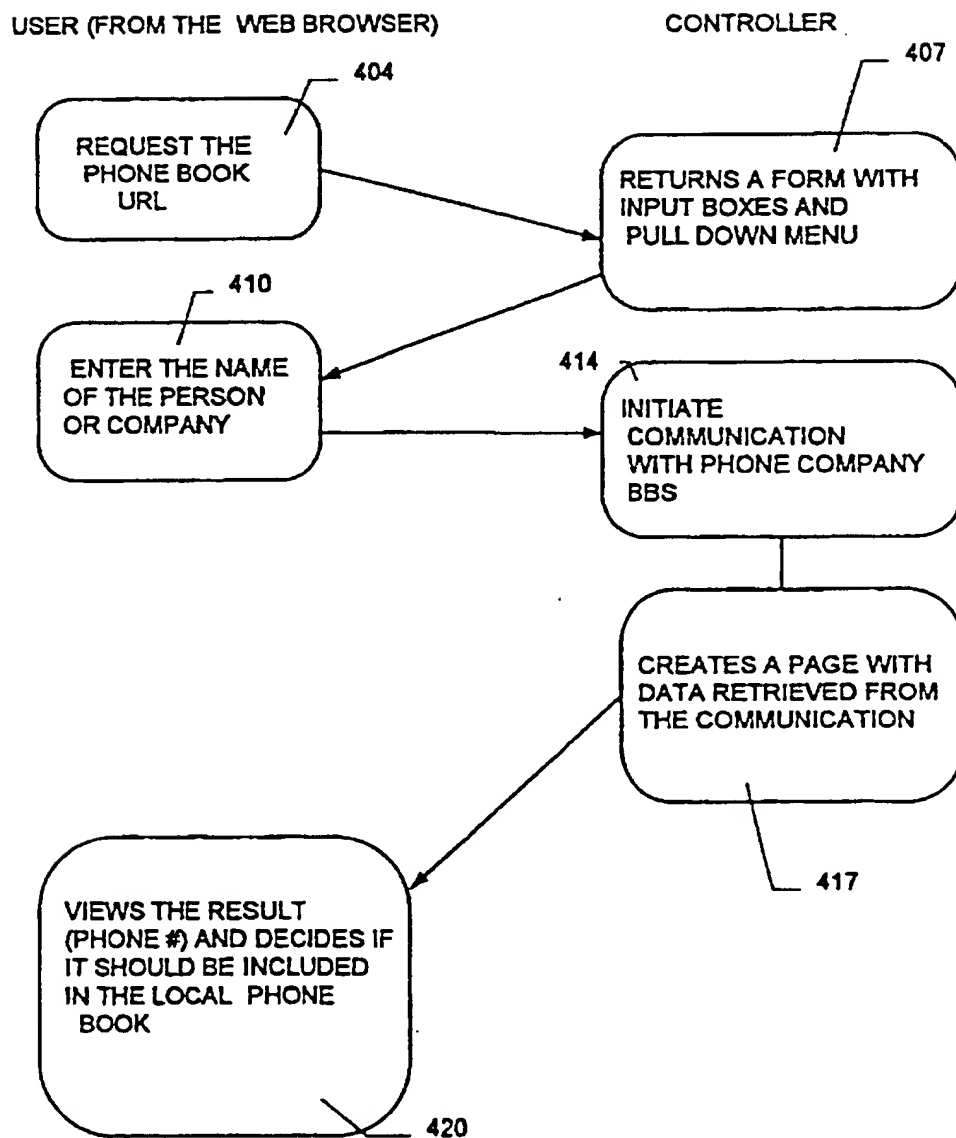 USER (FROM THE WEB BROWSER)
CONTROLLER
404
407
REQUEST THE
PHONE BOOK
URL
RETURNS A FORM WITH
INPUT BOXES AND
PULL DOWN MENU
410
ENTER THE NAME
OF THE PERSON
OR COMPANY
414
INITIATE
COMMUNICATION
WITH PHONE COMPANY
BBS
CREATES A PAGE WITH
DATA RETRIEVED FROM
THE COMMUNICATION
417
VIEWS THE RESULT
(PHONE #) AND DECIDES IF
IT SHOULD BE INCLUDED
IN THE LOCAL PHONE
BOOK
420